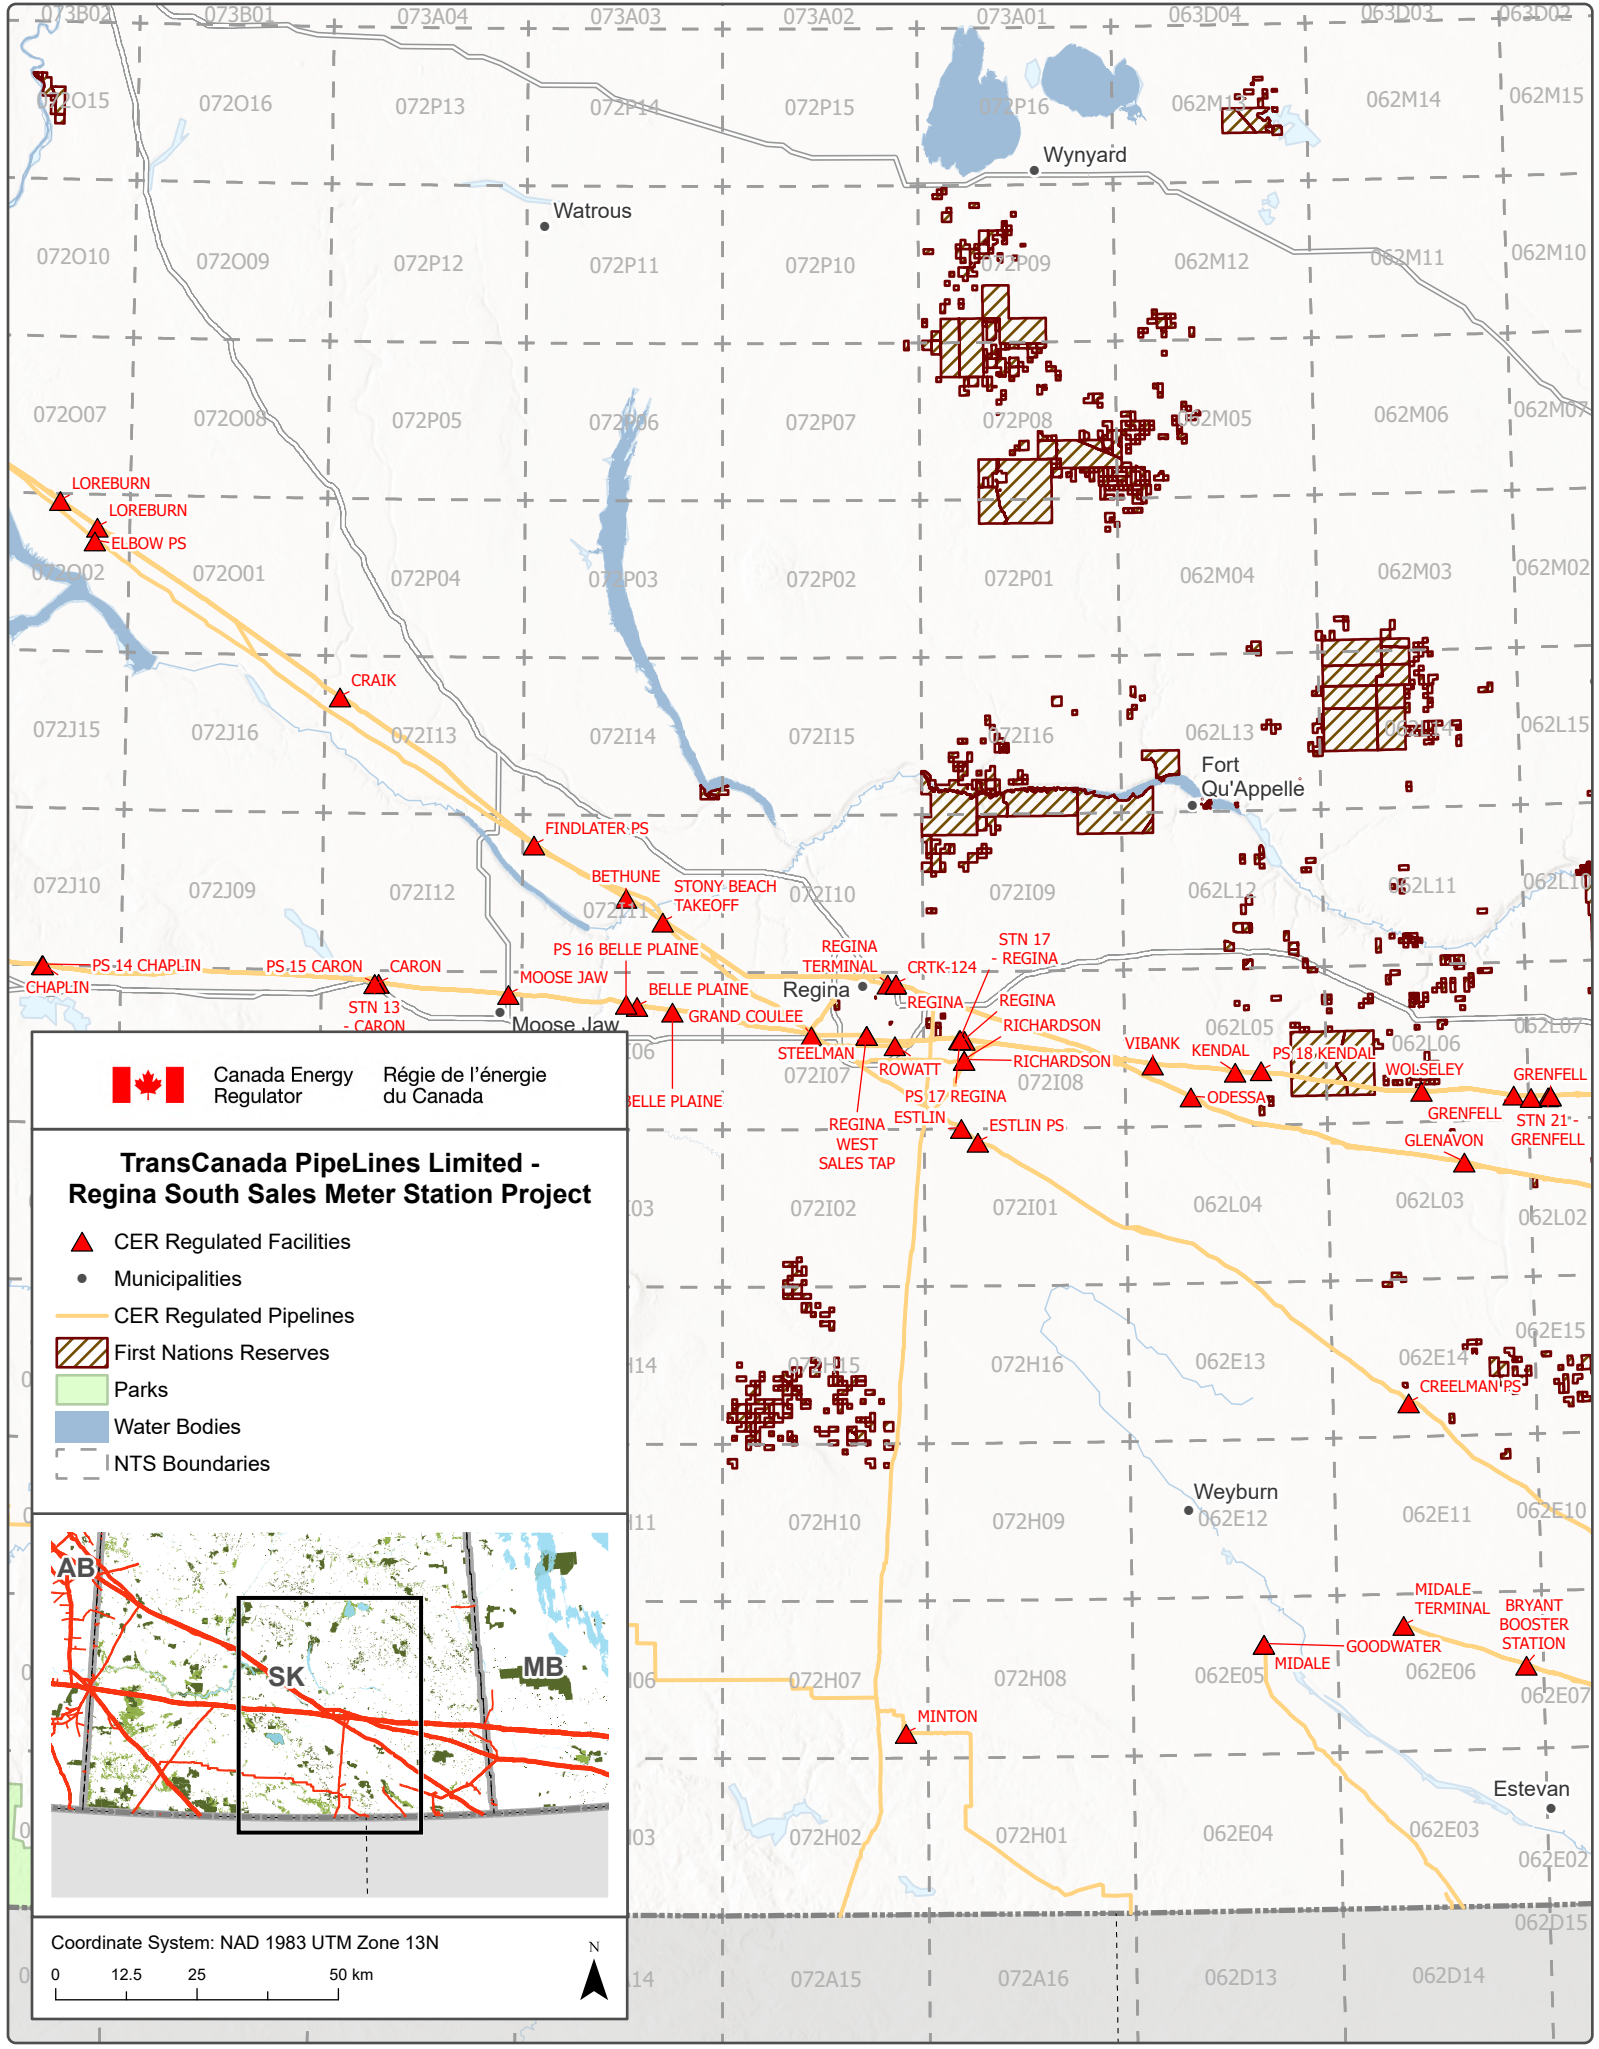 073B02
073B01
073A04
073A03
073A02
073A01
063D04
063D03
063D02
072O15
072O16
072P13
072P14
072P15
072P16
062M13
062M14
062M15
Wynyard
Watrous
072O10
072O09
072P12
072P11
072P10
072P09
062M12
062M11
062M10
072O07
072O08
072P05
072P06
072P07
072P08
062M05
062M06
062M07
LOREBURN
LOREBURN
ELBOW PS
072O02
072O01
072P04
072P03
072P02
072P01
062M04
062M03
062M02
CRAIK
072J15
072J16
072I13
072I14
072I15
072I16
062L13
062L14
062L15
Fort
Qu'Appelle
FINDLATER PS
072J10
072J09
072I12
072I11
072I10
072I09
062L12
062L11
BETHUNE
STONY BEACH
TAKEOFF
PS 14 CHAPLIN
CHAPLIN
PS 15 CARON
CARON
STN 13
- CARON
MOOSE JAW
Moose Jaw
PS 16 BELLE PLAINE
BELLE PLAINE
GRAND COULEE
BELLE PLAINE
REGINA
TERMINAL
Regina
CRTK-124
STN 17
- REGINA
REGINA
REGINA
RICHARDSON
RICHARDSON
STEELMAN
ROWATT
PS 17 REGINA
REGINA
WEST
SALES TAP
ESTLIN
ESTLIN PS
072I07
072I08
062L05
062L06
062L07
VIBANK
KENDAL
PS 18 KENDAL
ODESSA
WOLSELEY
GRENFELL
GRENFELL
STN 21 -
GRENFELL
GLENAVON
072I02
072I01
062L04
062L03
062L02
072H15
072H16
062E13
062E14
062E15
CREELMAN PS
Weyburn
072H10
072H09
062E12
062E11
062E10
MIDALE
TERMINAL
BRYANT
BOOSTER
STATION
GOODWATER
MIDALE
072H07
072H08
062E05
062E06
062E07
MINTON
Estevan
072H02
072H01
062E04
062E03
062E02
072A15
072A16
062D13
062D14
062D15
Canada Energy
Regulator
Régie de l'énergie
du Canada
TransCanada PipeLines Limited -
Regina South Sales Meter Station Project
CER Regulated Facilities
Municipalities
CER Regulated Pipelines
First Nations Reserves
Parks
Water Bodies
NTS Boundaries
AB
SK
MB
Coordinate System: NAD 1983 UTM Zone 13N
0 12.5 25 50 km
N